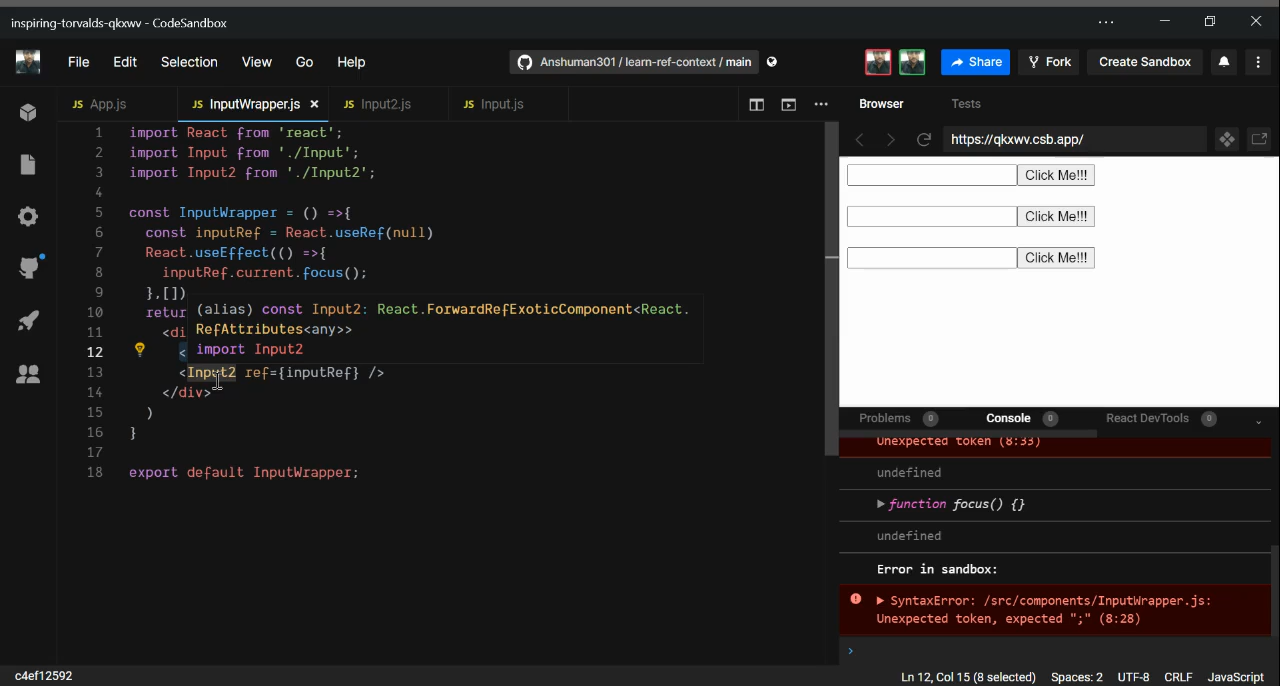 inspiring-torvalds-qkxwv - CodeSandbox
File Edit Selection View Go Help
Anshuman301 / learn-ref-context / main
Share Fork Create Sandbox
JS App.js JS InputWrapper.js JS Input2.js JS Input.js
Browser Tests
https://qkxwv.csb.app/
1 import React from 'react';
2 import Input from './Input';
3 import Input2 from './Input2';
4
5 const InputWrapper = () =>{
6 const inputRef = React.useRef(null)
7 React.useEffect(() =>{
8 inputRef.current.focus();
9 },[])
10 retur
11 <di
12 <
(alias) const Input2: React.ForwardRefExoticComponent<React.
RefAttributes<any>>
import Input2
13 <Input2 ref={inputRef} />
14 </div>
15 )
16 }
17
18 export default InputWrapper;
Click Me!!!
Click Me!!!
Click Me!!!
Problems 0 Console 0 React DevTools 0
Unexpected token (8:33)
undefined
function focus() {}
undefined
Error in sandbox:
SyntaxError: /src/components/InputWrapper.js:
Unexpected token, expected ";" (8:28)
c4ef12592
Ln 12, Col 15 (8 selected) Spaces: 2 UTF-8 CRLF JavaScript